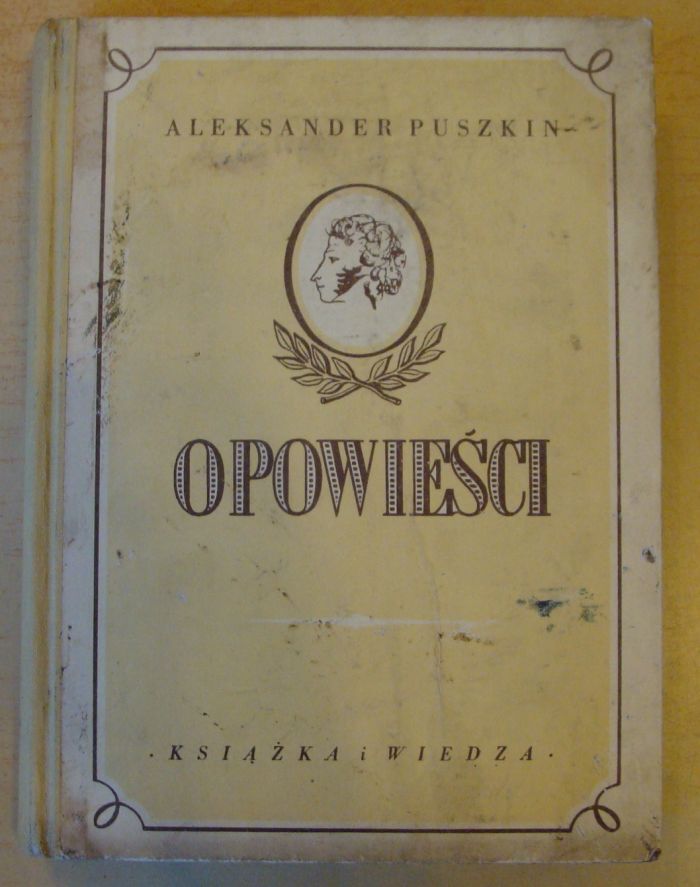 ALEKSANDER PUSZKIN
OPOWIEŚCI
· KSIĄŻKA i WIEDZA ·